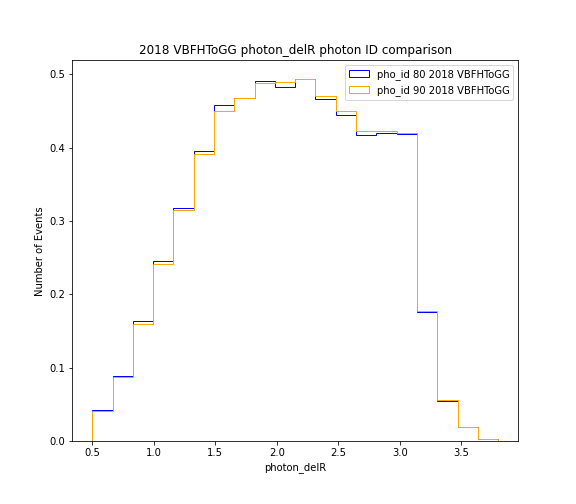 2018 VBFHToGG photon_delR photon ID comparison
pho_id 80 2018 VBFHToGG
pho_id 90 2018 VBFHToGG
Number of Events
0.5
0.4
0.3
0.2
0.1
0.0
0.5 1.0 1.5 2.0 2.5 3.0 3.5
photon_delR